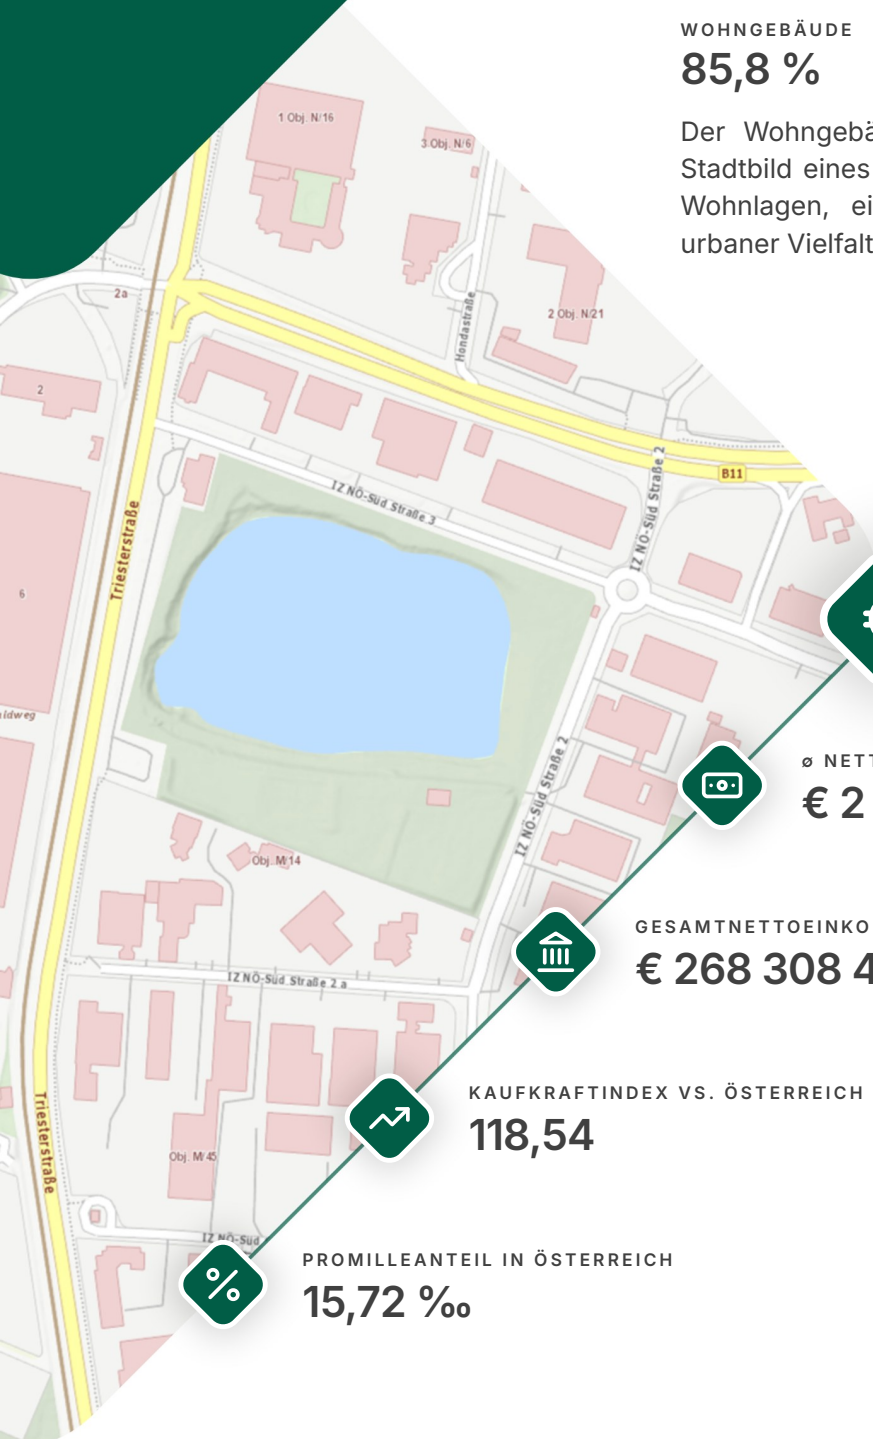 WOHNGEBÄUDE
85,8 %
Der Wohngebä
Stadtbild eines
Wohnlagen, ei
urbaner Vielfalt
1 Obj. N/16
3 Obj. N/6
2a
2 Obj. N/21
Hondastraße
2
B11
IZ NÖ-Süd Straße 2
IZ NÖ-Süd Straße 3
Triesterstraße
6
ldweg
ø NETT
€ 2
IZ NÖ-Süd Straße 2
Obj. M/14
GESAMTNETTOEINKO
€ 268 308 4
IZ NÖ-Süd Straße 2 a
KAUFKRAFTINDEX VS. ÖSTERREICH
118,54
Triesterstraße
Obj. M/45
IZ NÖ-Süd
PROMILLEANTEIL IN ÖSTERREICH
15,72 ‰